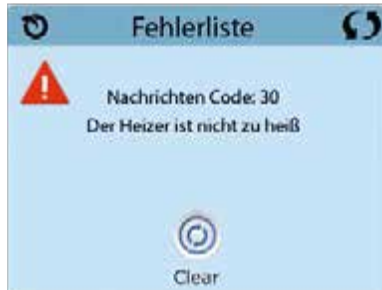 Fehlerliste
Nachrichten Code: 30
Der Heizer ist nicht zu heiß
Clear